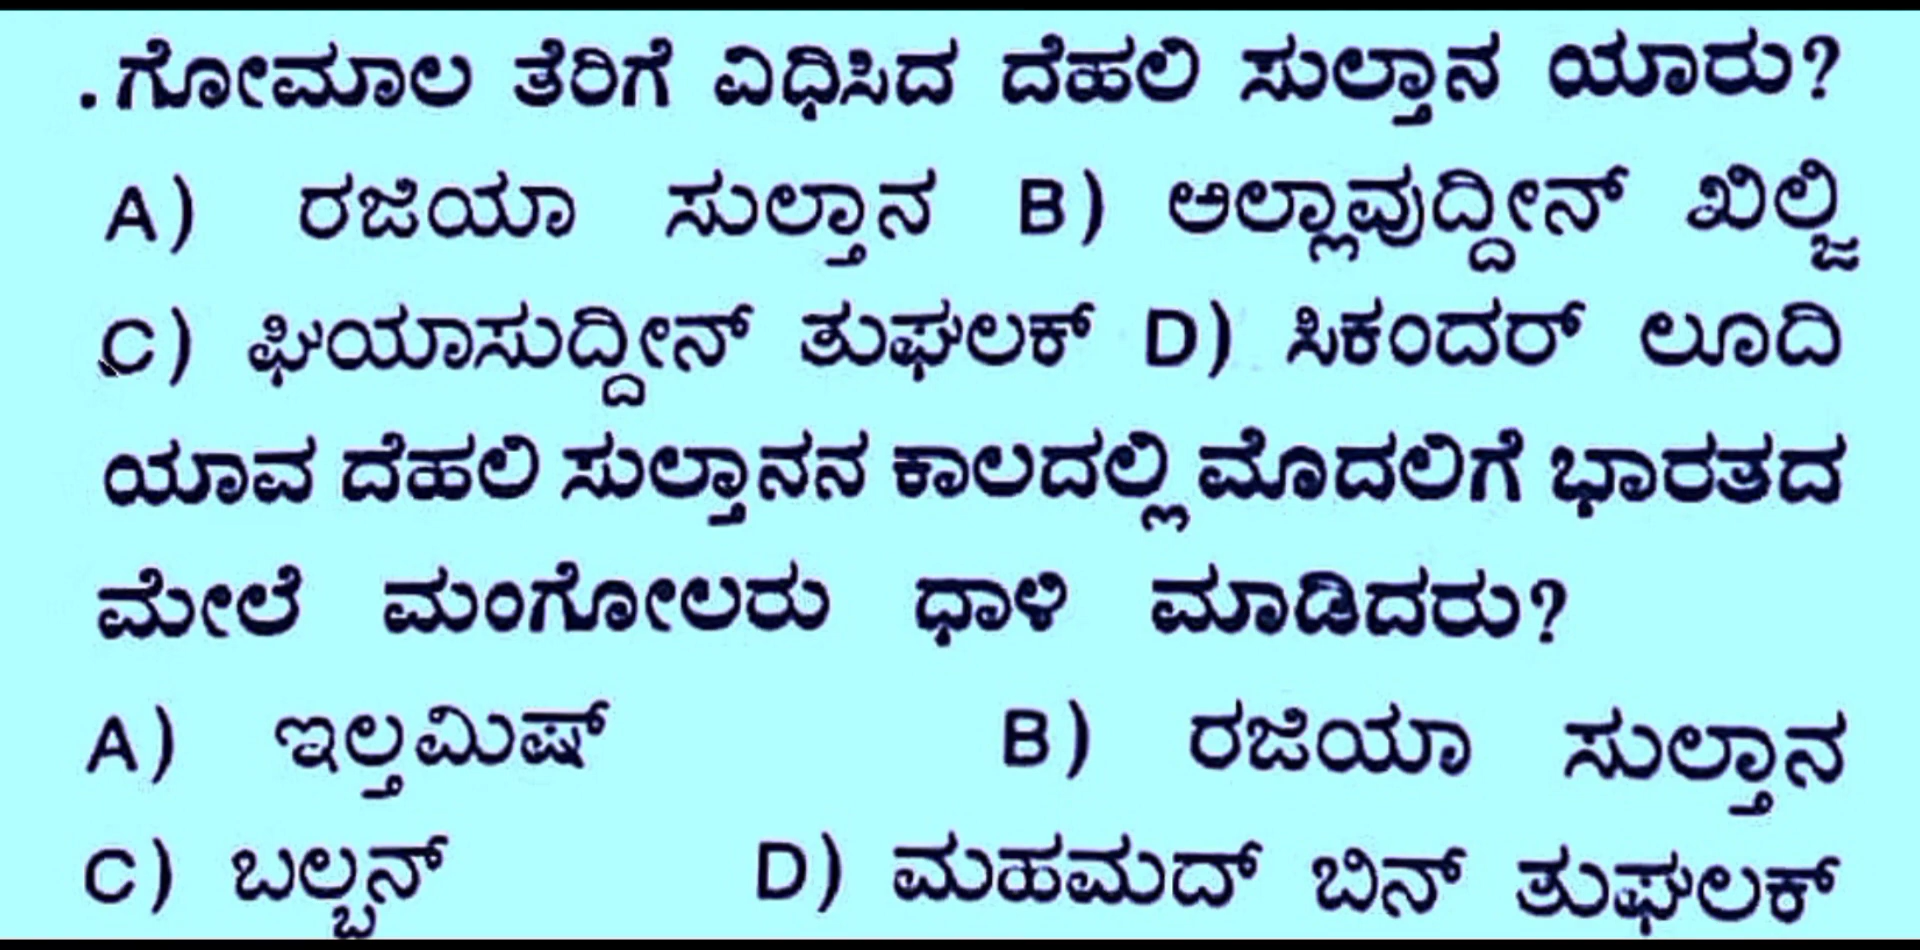 .ಗೋಮಾಲ ತೆರಿಗೆ ವಿಧಿಸಿದ ದೆಹಲಿ ಸುಲ್ತಾನ ಯಾರು?
A) ರಜಿಯಾ ಸುಲ್ತಾನ B) ಅಲ್ಲಾವುದ್ದೀನ್ ಖಿಲ್ಜಿ
C) ಘಿಯಾಸುದ್ದೀನ್ ತುಘಲಕ್ D) ಸಿಕಂದರ್ ಲೂದಿ
ಯಾವ ದೆಹಲಿ ಸುಲ್ತಾನನ ಕಾಲದಲ್ಲಿ ಮೊದಲಿಗೆ ಭಾರತದ
ಮೇಲೆ ಮಂಗೋಲರು ಧಾಳಿ ಮಾಡಿದರು?
A) ಇಲ್ತಮಿಷ್ B) ರಜಿಯಾ ಸುಲ್ತಾನ
C) ಬಲ್ಬನ್ D) ಮಹಮದ್ ಬಿನ್ ತುಘಲಕ್